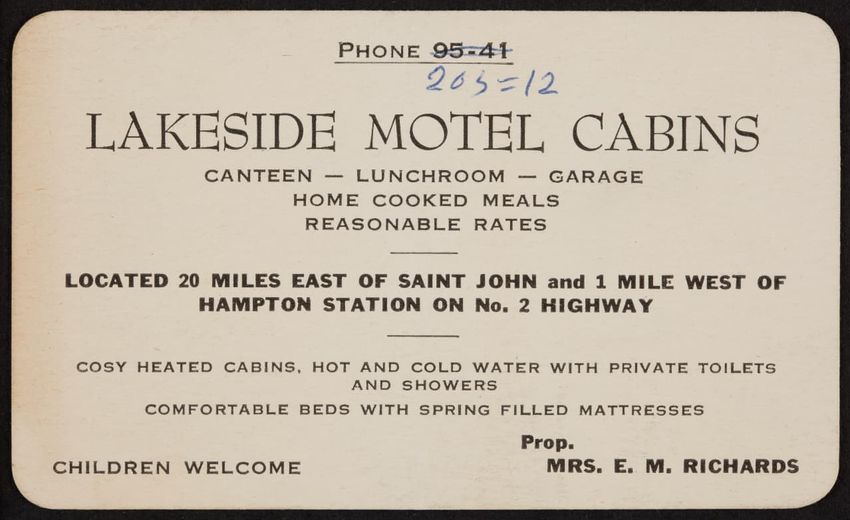 PHONE 95-41
205=12
LAKESIDE MOTEL CABINS
CANTEEN — LUNCHROOM — GARAGE
HOME COOKED MEALS
REASONABLE RATES
LOCATED 20 MILES EAST OF SAINT JOHN and 1 MILE WEST OF
HAMPTON STATION ON No. 2 HIGHWAY
COSY HEATED CABINS, HOT AND COLD WATER WITH PRIVATE TOILETS
AND SHOWERS
COMFORTABLE BEDS WITH SPRING FILLED MATTRESSES
Prop.
CHILDREN WELCOME MRS. E. M. RICHARDS